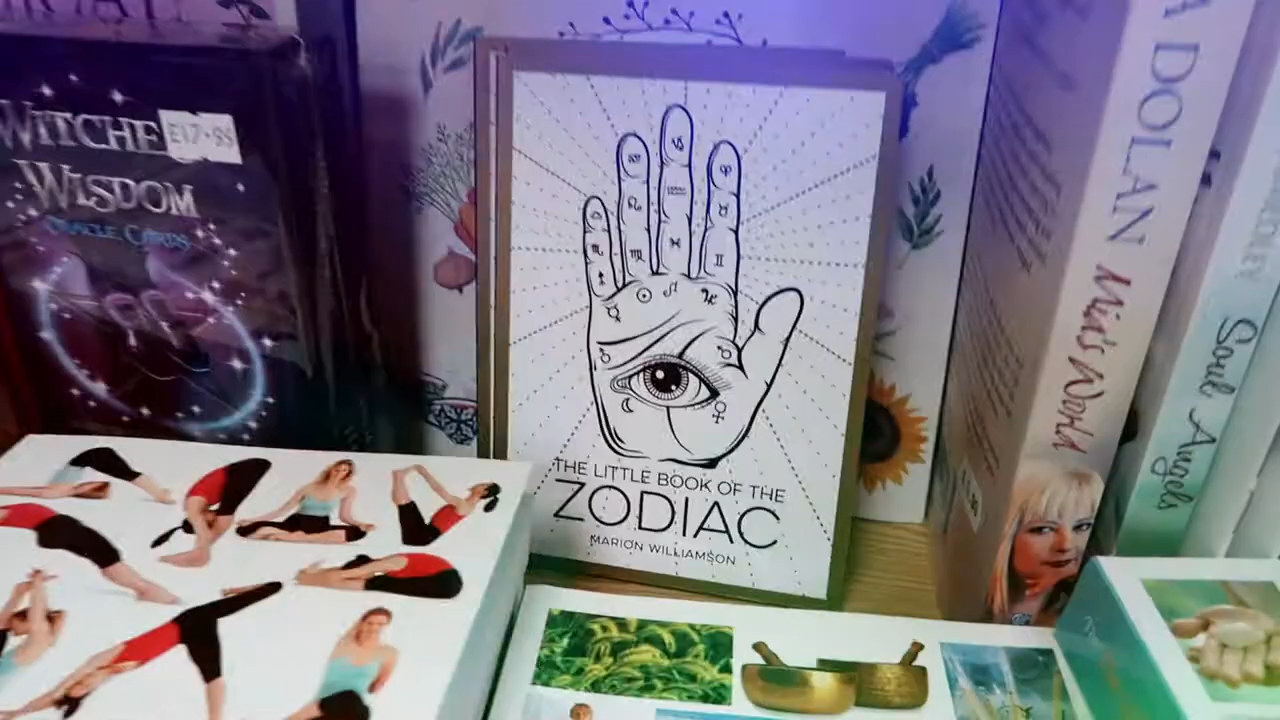 WITCHE
£17.99
WISDOM
ORACLE CARDS
THE LITTLE BOOK OF THE
ZODIAC
MARION WILLIAMSON
A DOLAN Mia's World
Soul Angels